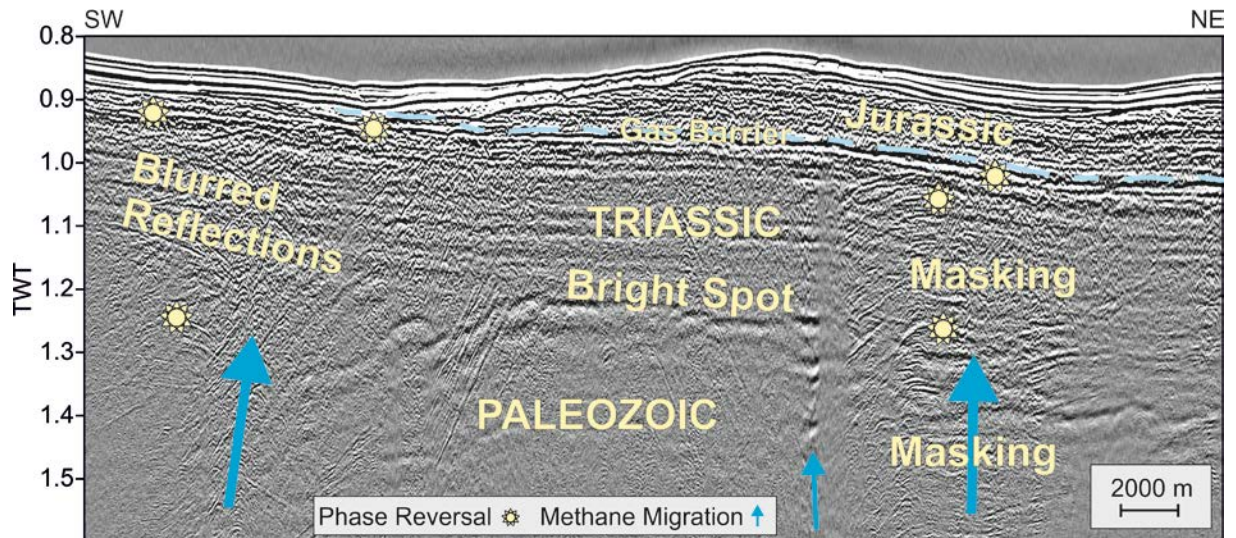 SW
NE
0.8
0.9
1.0
1.1
1.2
1.3
1.4
1.5
TWT
Jurassic
Gas Barrier
Blurred
Reflections
TRIASSIC
Bright Spot
Masking
PALEOZOIC
Masking
2000 m
Phase Reversal
Methane Migration